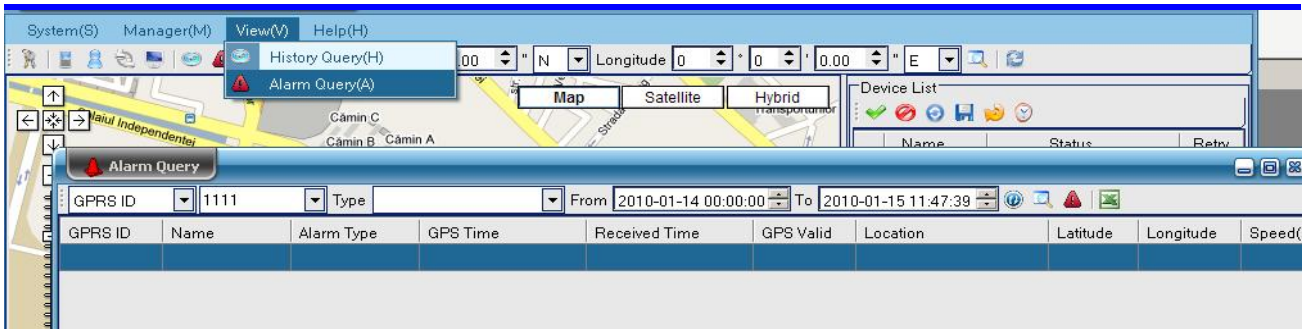 System(S) Manager(M) View(V) Help(H)
History Query(H) .00 " N Longitude 0 ° 0 ' 0.00 " E
Alarm Query(A)
Map Satellite Hybrid
Device List
Independentei
Cămin C
Strada
Cămin B Cămin A
Name Status Retry
Alarm Query
GPRS ID 1111 Type From 2010-01-14 00:00:00 To 2010-01-15 11:47:39
GPRS ID Name Alarm Type GPS Time Received Time GPS Valid Location Latitude Longitude Speed(